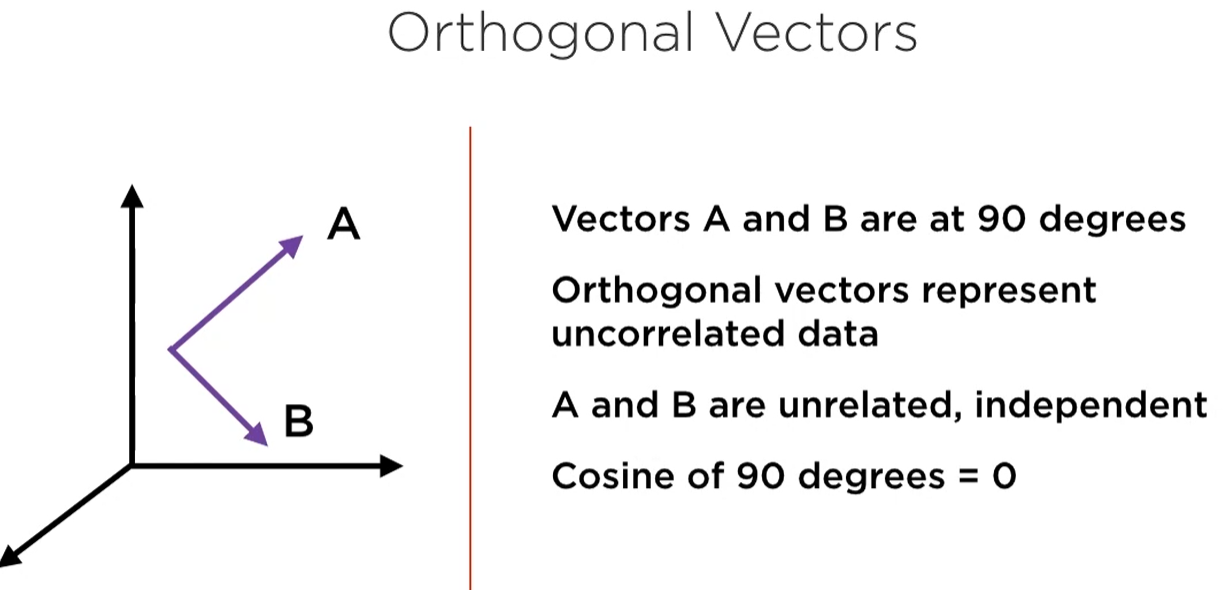 Orthogonal Vectors
A
B
Vectors A and B are at 90 degrees
Orthogonal vectors represent
uncorrelated data
A and B are unrelated, independent
Cosine of 90 degrees = 0